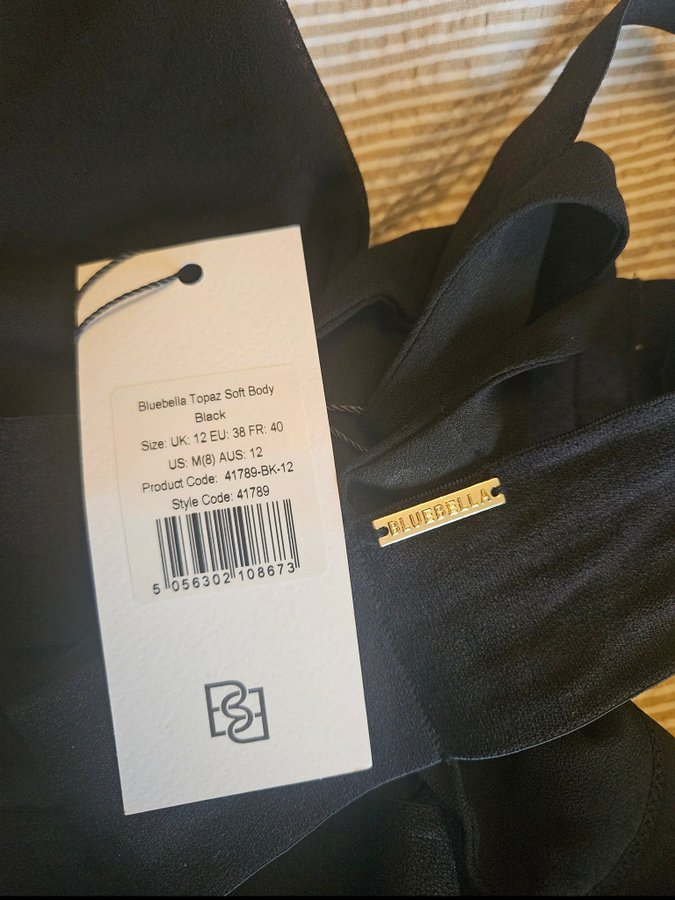 Bluebella Topaz Soft Body
Black
Size: UK: 12 EU: 38 FR: 40
US: M(8) AUS: 12
Product Code: 41789-BK-12
Style Code: 41789
5 056302 108673
BLUEBELLA